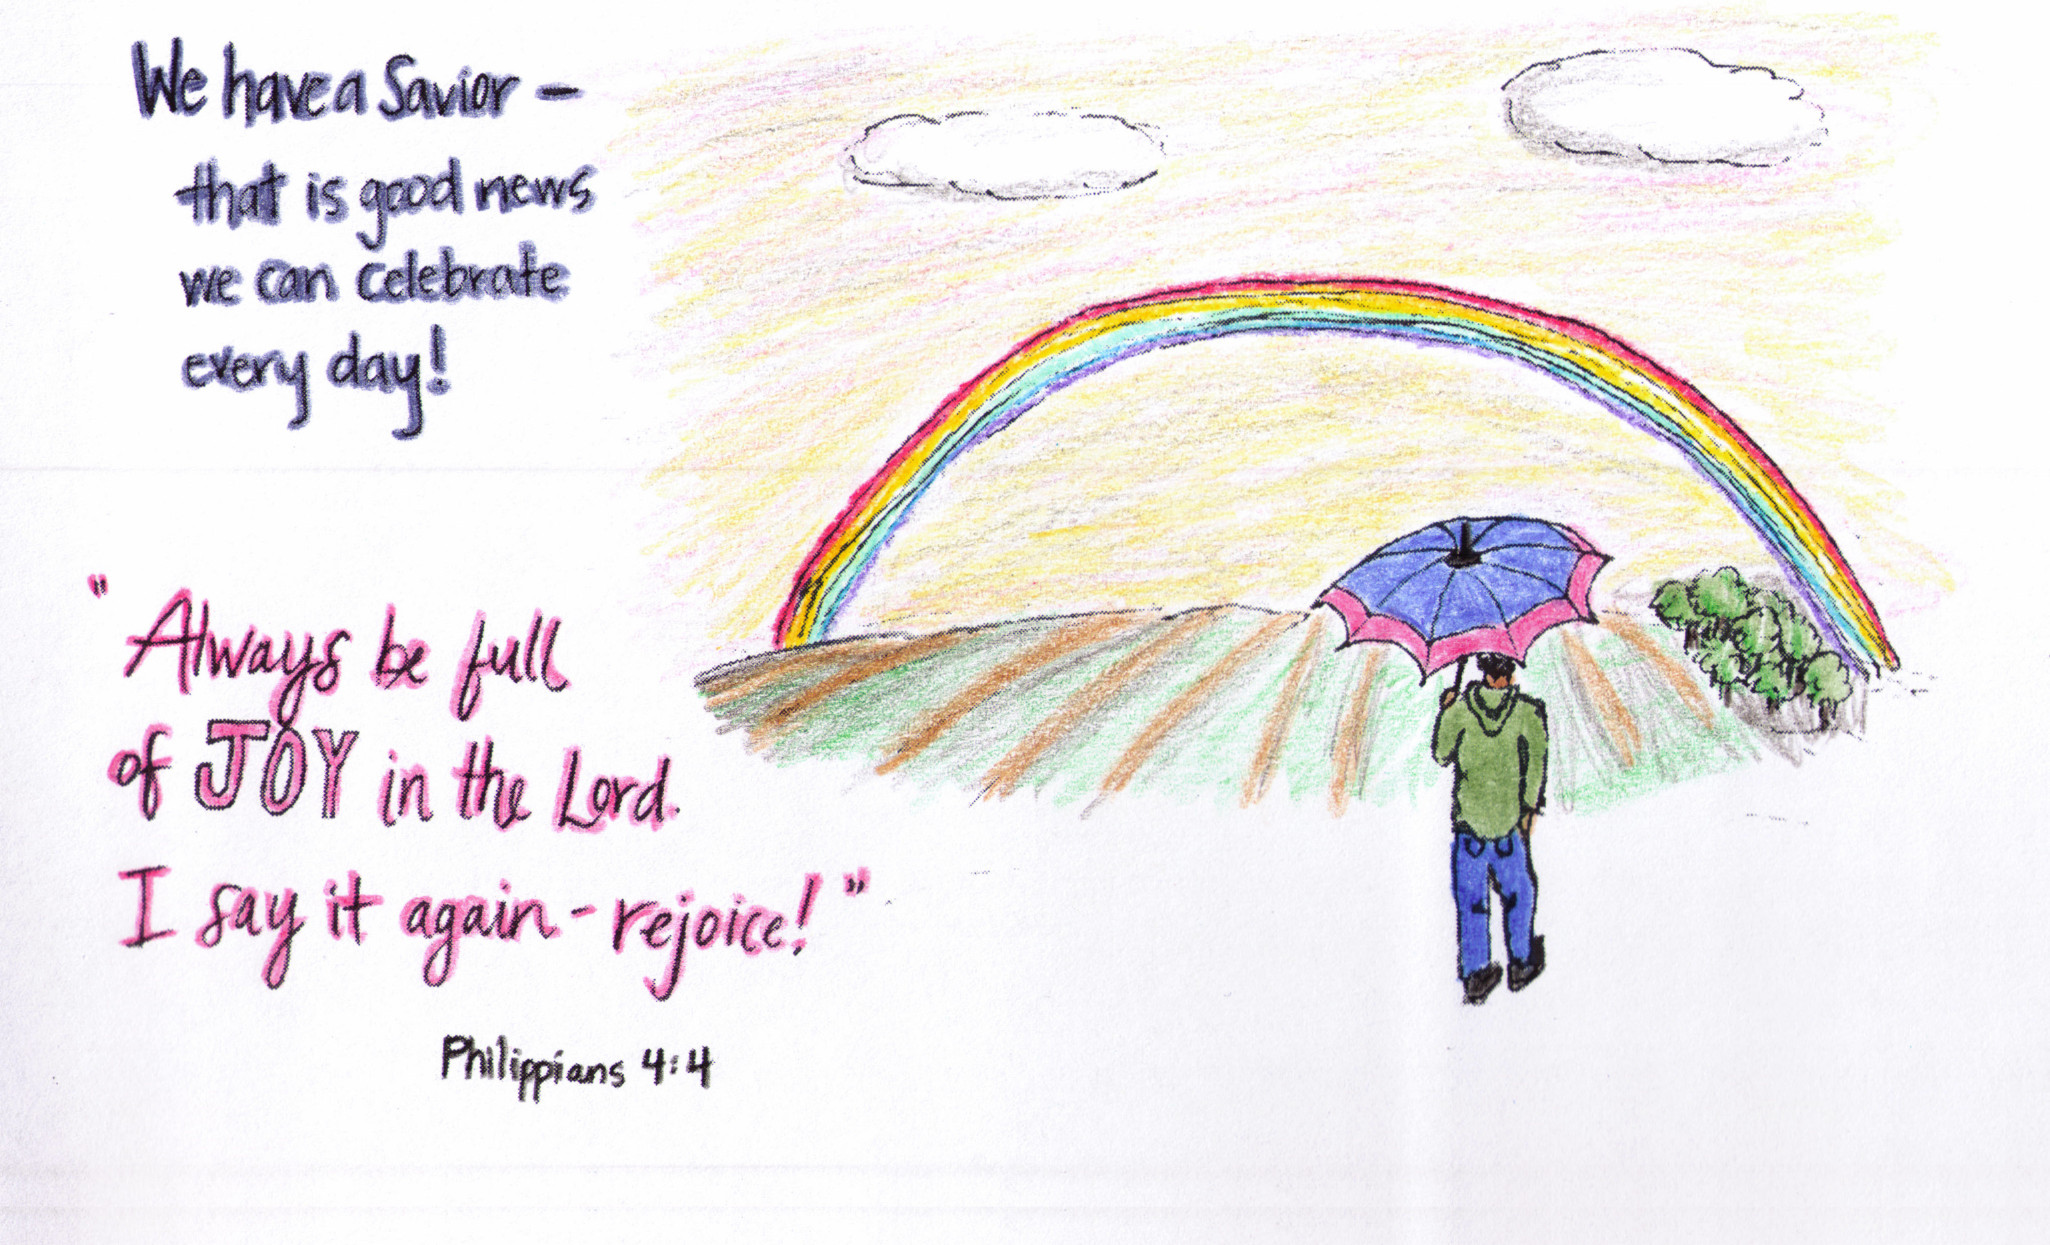 We have a Savior -
that is good news
we can celebrate
every day!
"Always be full
of JOY in the Lord.
I say it again - rejoice!"
Philippians 4:4